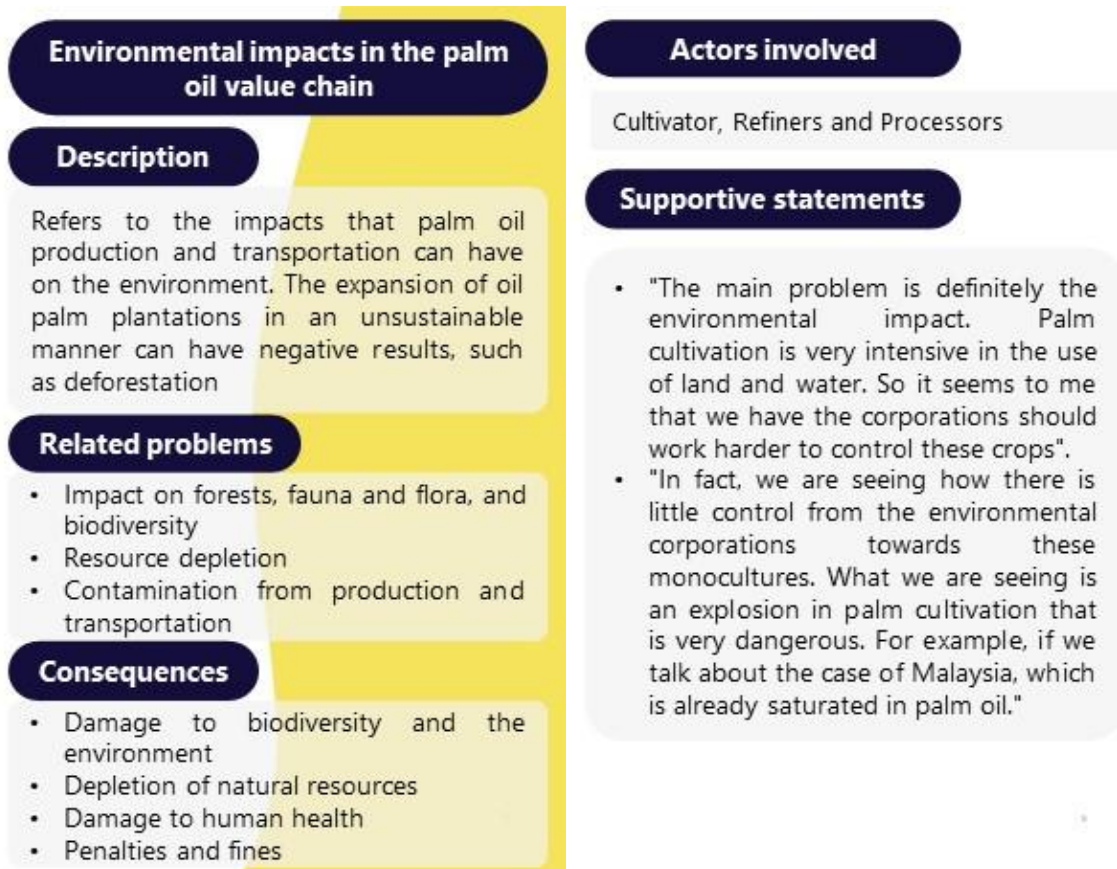 Environmental impacts in the palm
oil value chain
Description
Refers to the impacts that palm oil
production and transportation can have
on the environment. The expansion of oil
palm plantations in an unsustainable
manner can have negative results, such
as deforestation
Related problems
• Impact on forests, fauna and flora, and
biodiversity
• Resource depletion
• Contamination from production and
transportation
Consequences
• Damage to biodiversity and the
environment
• Depletion of natural resources
• Damage to human health
• Penalties and fines
Actors involved
Cultivator, Refiners and Processors
Supportive statements
• "The main problem is definitely the
environmental impact. Palm
cultivation is very intensive in the use
of land and water. So it seems to me
that we have the corporations should
work harder to control these crops".
• "In fact, we are seeing how there is
little control from the environmental
corporations towards these
monocultures. What we are seeing is
an explosion in palm cultivation that
is very dangerous. For example, if we
talk about the case of Malaysia, which
is already saturated in palm oil."